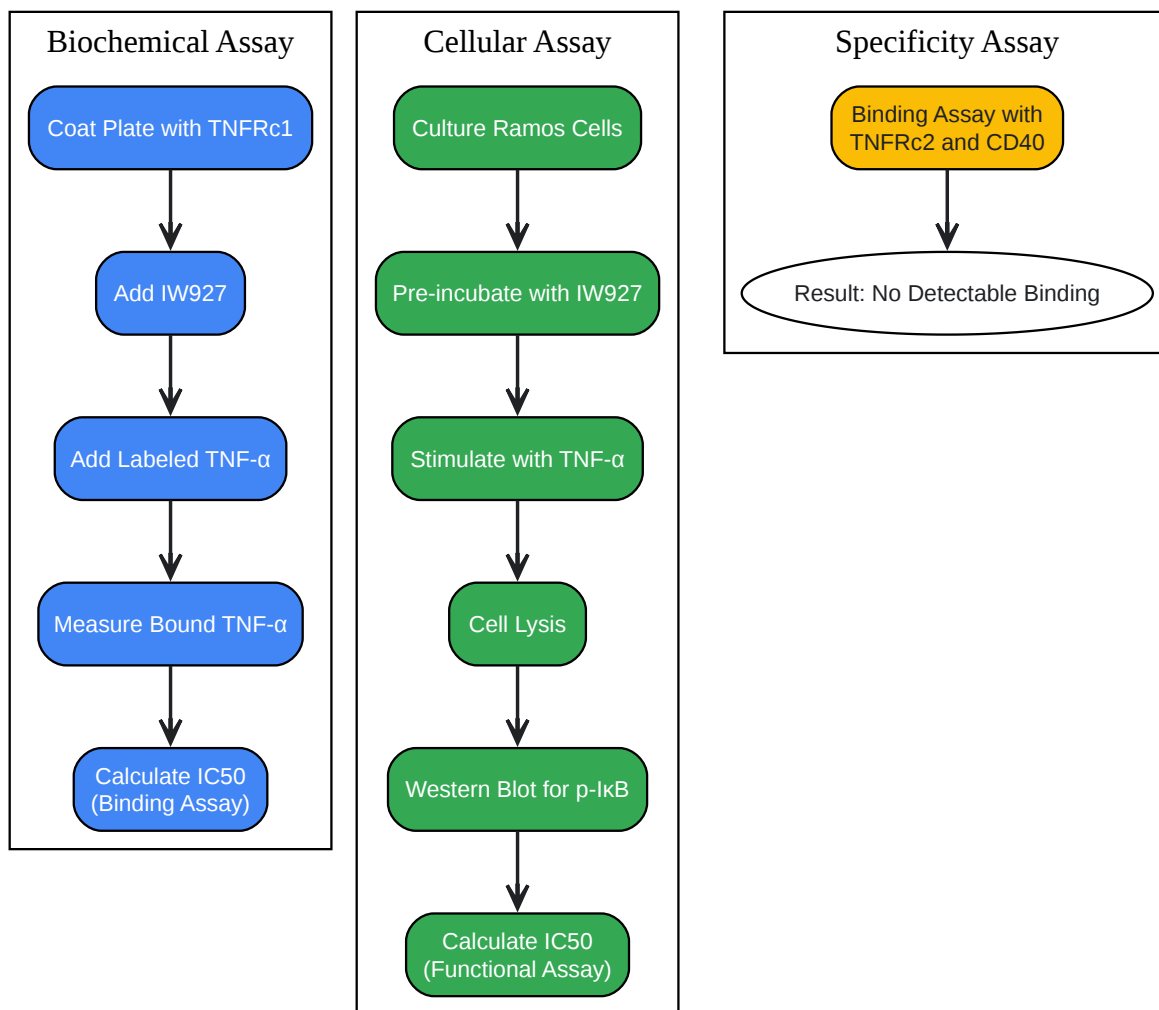 Biochemical Assay
Coat Plate with TNFRc1
Add IW927
Add Labeled TNF-α
Measure Bound TNF-α
Calculate IC50
(Binding Assay)
Cellular Assay
Culture Ramos Cells
Pre-incubate with IW927
Stimulate with TNF-α
Cell Lysis
Western Blot for p-IκB
Calculate IC50
(Functional Assay)
Specificity Assay
Binding Assay with
TNFRc2 and CD40
Result: No Detectable Binding